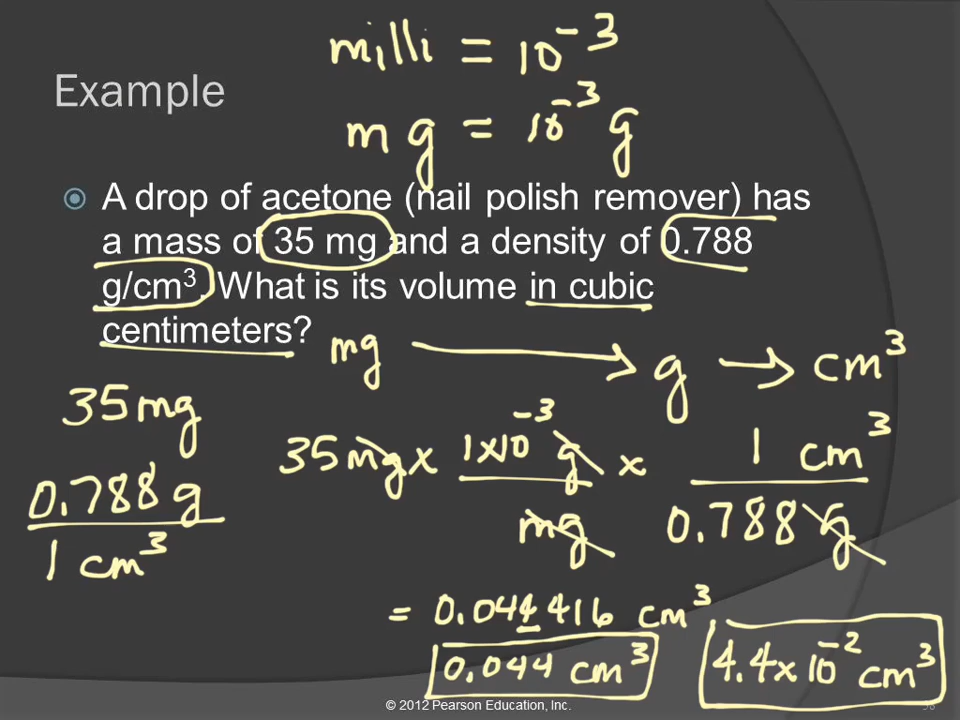 milli = 10⁻³
Example
mg = 10⁻³ g
A drop of acetone (nail polish remover) has
a mass of 35 mg and a density of 0.788
g/cm³. What is its volume in cubic
centimeters?
mg → g → cm³
35 mg
35 mg x 1x10⁻³ g / mg x 1 cm³ / 0.788 g
0.788 g
1 cm³
= 0.044416 cm³
0.044 cm³
4.4x10⁻² cm³
© 2012 Pearson Education, Inc.